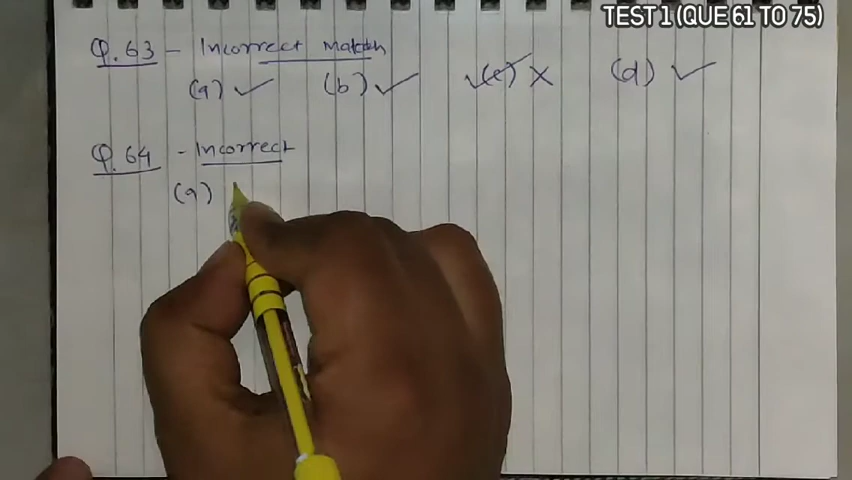 TEST 1 (QUE 61 TO 75)
Q.63 - Incorrect Match
(a) ✓ (b) ✓ ✓(c) x (d) ✓
Q.64 - Incorrect
(a)